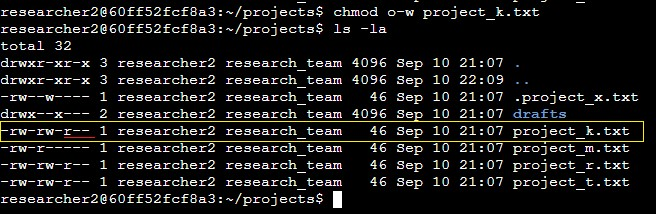 researcher2@60ff52fcf8a3:~/projects$ chmod o-w project_k.txt
researcher2@60ff52fcf8a3:~/projects$ ls -la
total 32
drwxr-xr-x 3 researcher2 research_team 4096 Sep 10 21:07 .
drwxr-xr-x 3 researcher2 research_team 4096 Sep 10 22:09 ..
-rw--w---- 1 researcher2 research_team   46 Sep 10 21:07 .project_x.txt
drwx--x--- 2 researcher2 research_team 4096 Sep 10 21:07 drafts
-rw-rw-r-- 1 researcher2 research_team   46 Sep 10 21:07 project_k.txt
-rw-r----- 1 researcher2 research_team   46 Sep 10 21:07 project_m.txt
-rw-rw-r-- 1 researcher2 research_team   46 Sep 10 21:07 project_r.txt
-rw-rw-r-- 1 researcher2 research_team   46 Sep 10 21:07 project_t.txt
researcher2@60ff52fcf8a3:~/projects$